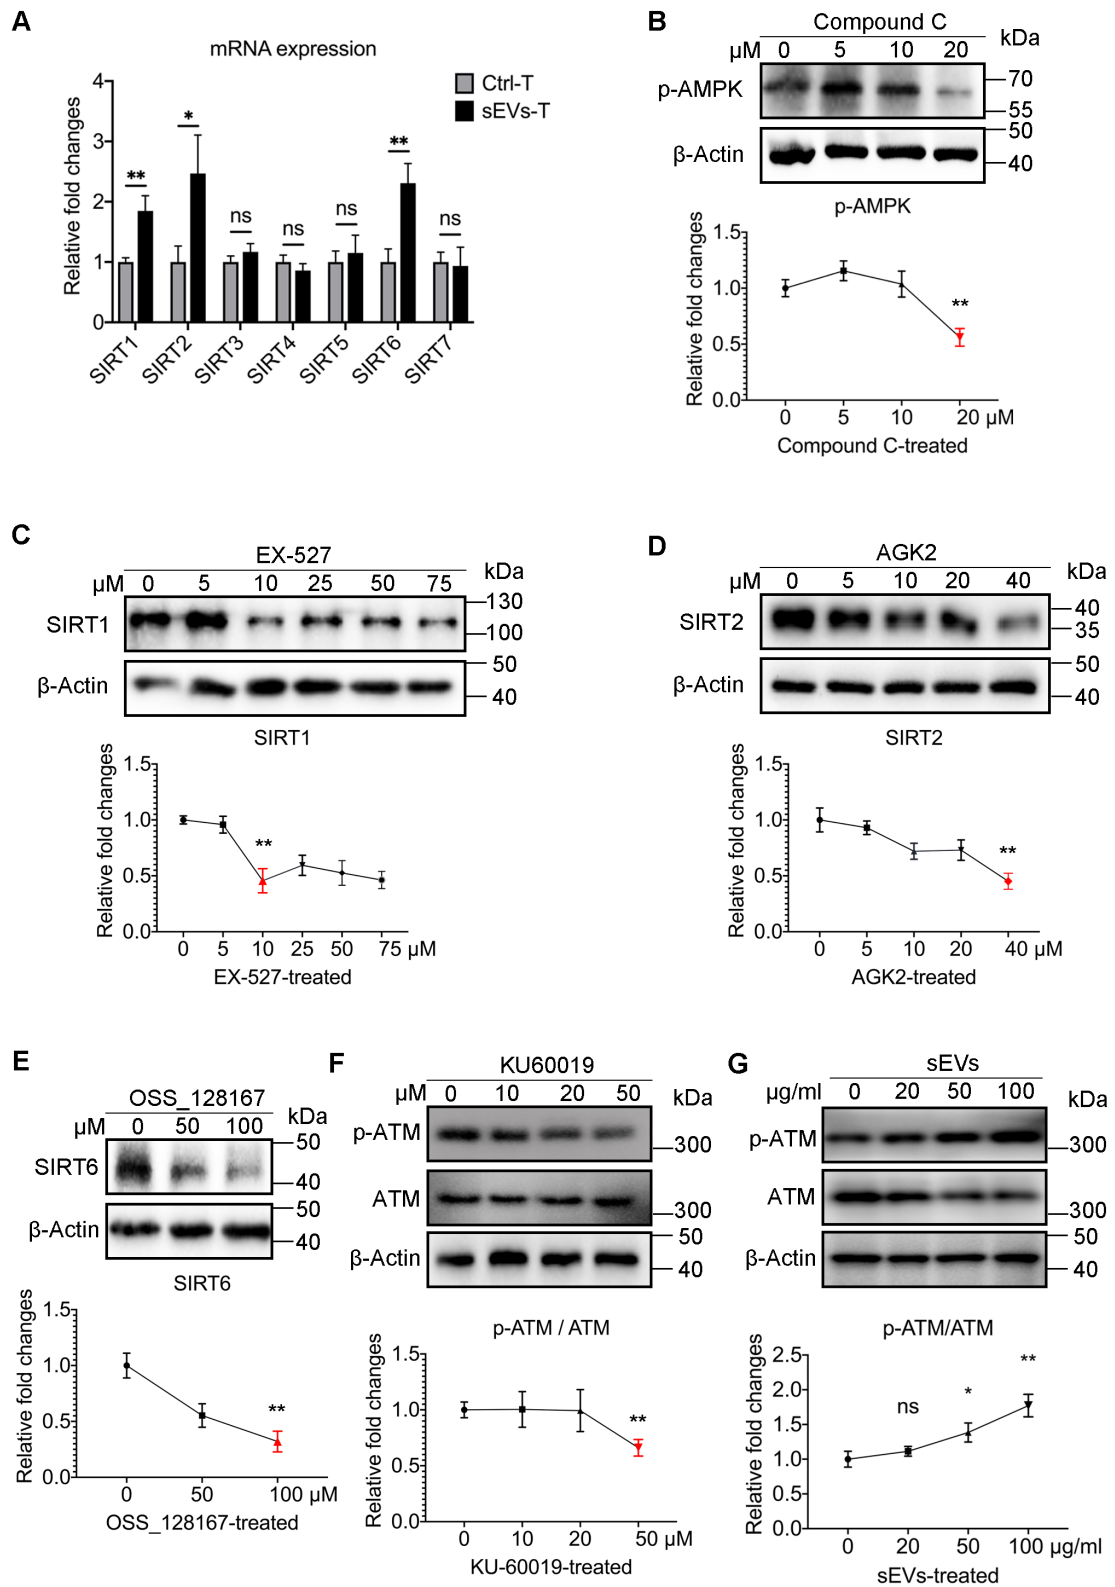 A
mRNA expression
Relative fold changes
4
3
2
1
0
Ctrl-T
sEVs-T
**
*
ns
ns
ns
**
ns
SIRT1
SIRT2
SIRT3
SIRT4
SIRT5
SIRT6
SIRT7
B
Compound C
µM 0 5 10 20 kDa
p-AMPK
70
55
β-Actin
50
40
p-AMPK
Relative fold changes
1.5
1.0
0.5
0.0
**
0 5 10 20 µM
Compound C-treated
C
EX-527
µM 0 5 10 25 50 75 kDa
SIRT1
130
100
β-Actin
50
40
SIRT1
Relative fold changes
1.5
1.0
0.5
0.0
**
0 5 10 25 50 75 µM
EX-527-treated
D
AGK2
µM 0 5 10 20 40 kDa
SIRT2
40
35
β-Actin
50
40
SIRT2
Relative fold changes
1.5
1.0
0.5
0.0
**
0 5 10 20 40 µM
AGK2-treated
E
OSS_128167
µM 0 50 100 kDa
SIRT6
50
40
β-Actin
50
40
SIRT6
Relative fold changes
1.5
1.0
0.5
0.0
**
0 50 100 µM
OSS_128167-treated
F
KU60019
µM 0 10 20 50 kDa
p-ATM
300
ATM
300
β-Actin
50
40
p-ATM / ATM
Relative fold changes
1.5
1.0
0.5
0.0
**
0 10 20 50 µM
KU-60019-treated
G
sEVs
µg/ml 0 20 50 100 kDa
p-ATM
300
ATM
300
β-Actin
50
40
p-ATM/ATM
Relative fold changes
2.5
2.0
1.5
1.0
0.5
0.0
ns
*
**
0 20 50 100 µg/ml
sEVs-treated